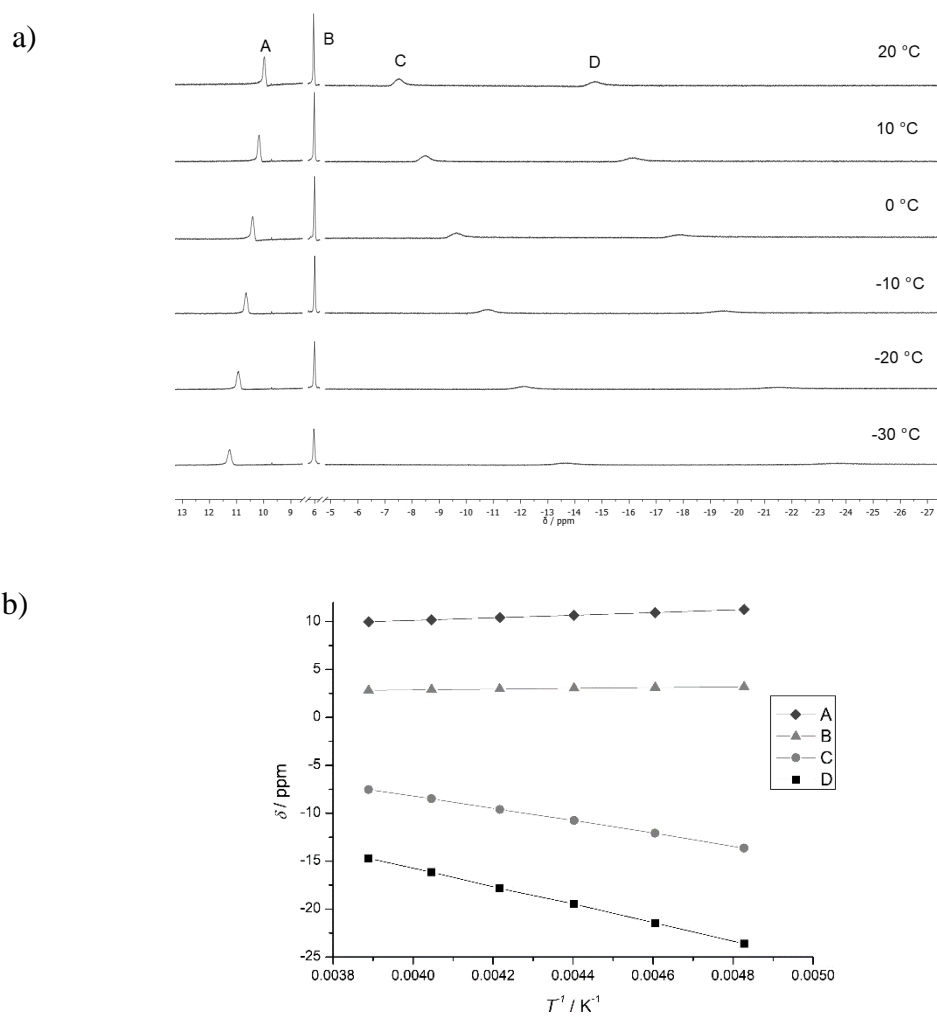 a)
A B C D 20 °C
10 °C
0 °C
-10 °C
-20 °C
-30 °C
13 12 11 10 9 6 -5 -6 -7 -8 -9 -10 -11 -12 -13 -14 -15 -16 -17 -18 -19 -20 -21 -22 -23 -24 -25 -26 -27
δ / ppm
b)
10
5
0
-5
-10
-15
-20
-25
δ / ppm
A
B
C
D
0.0038 0.0040 0.0042 0.0044 0.0046 0.0048 0.0050
T⁻¹ / K⁻¹